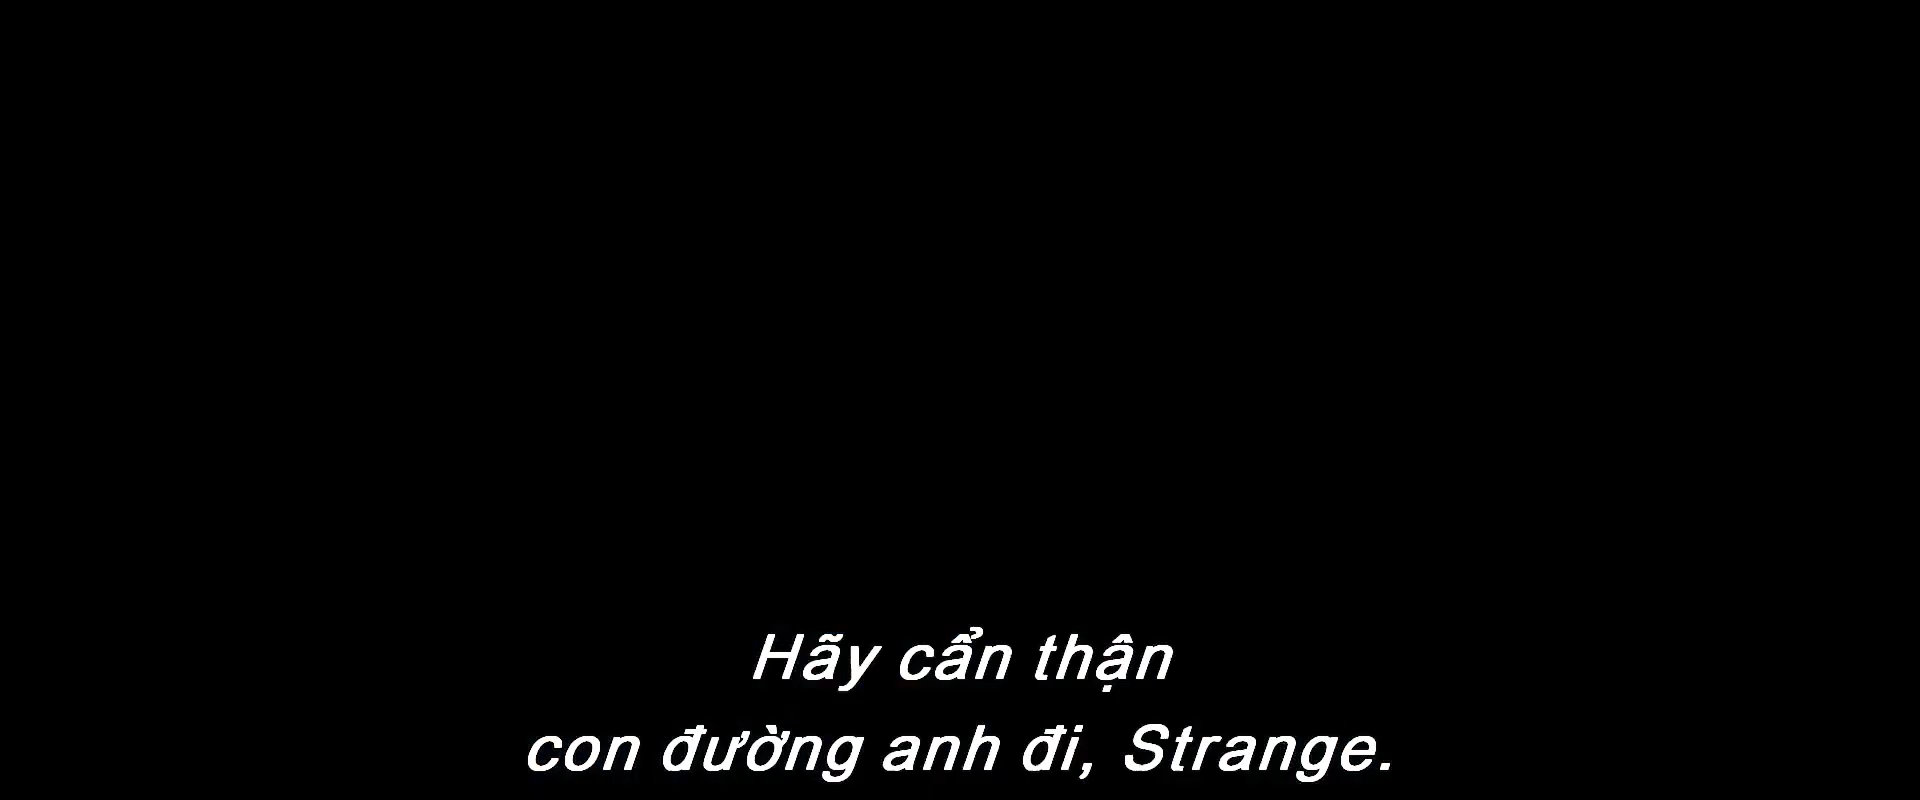 Hãy cẩn thận
con đường anh đi, Strange.